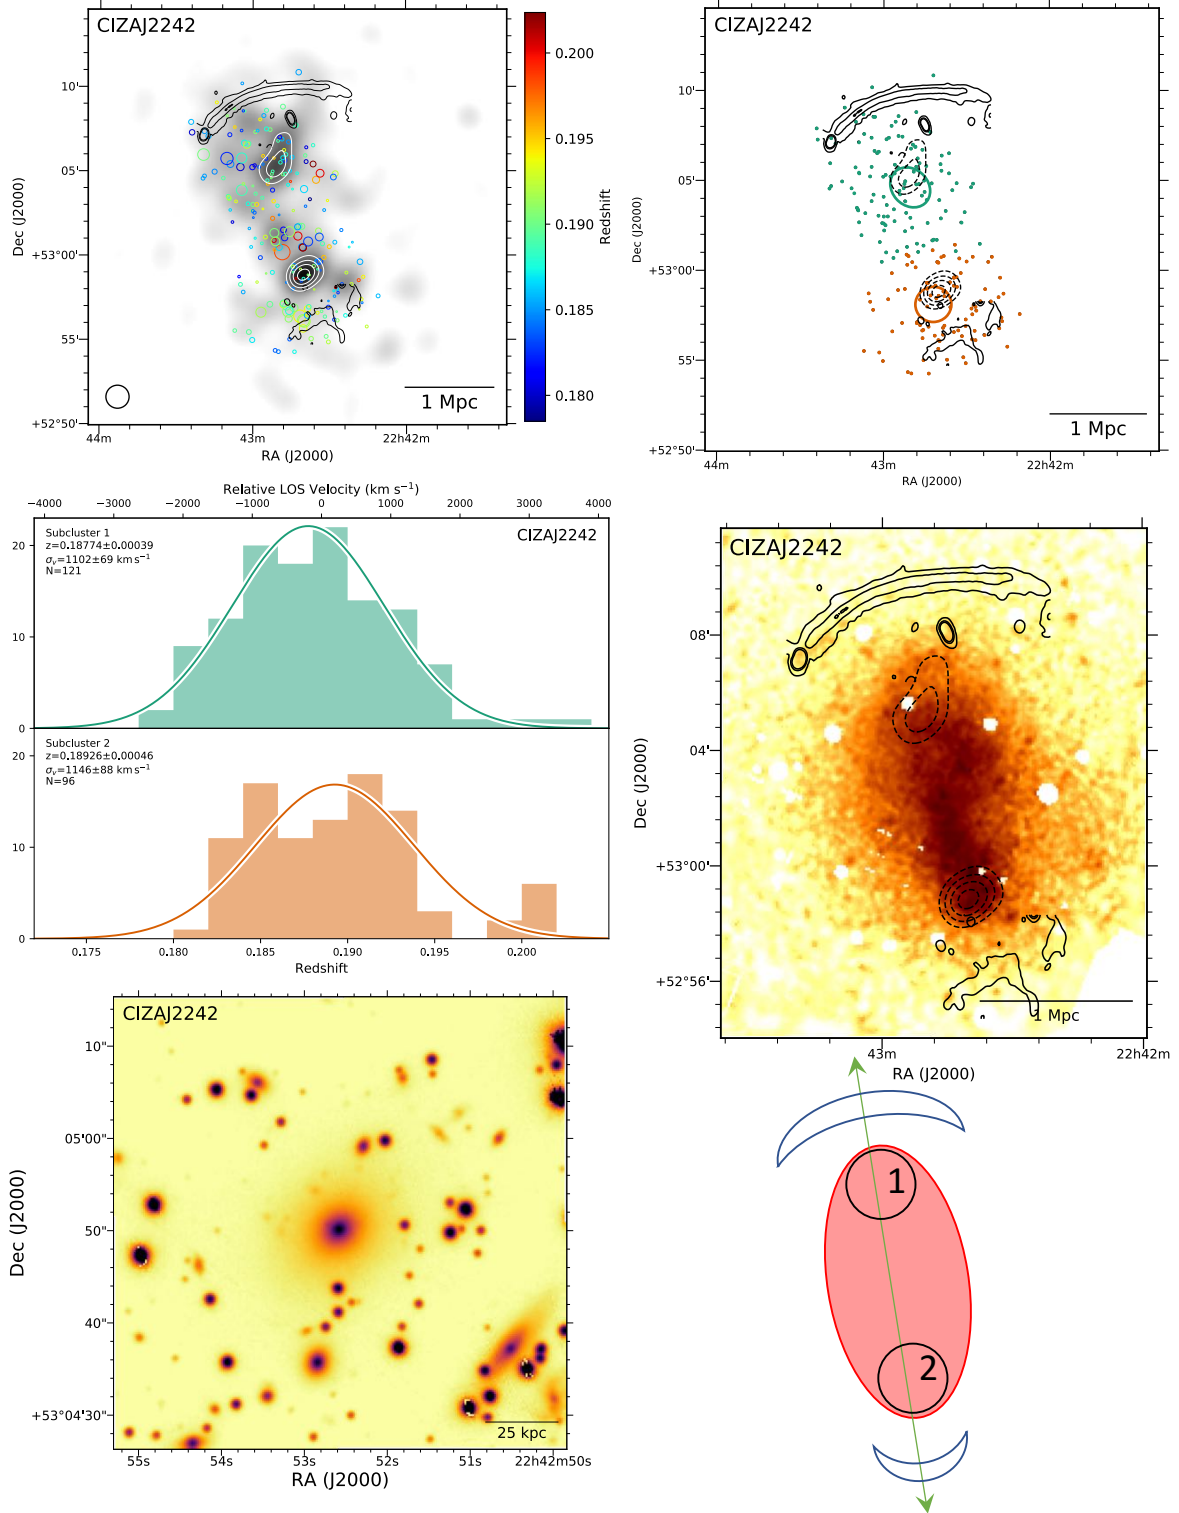 CIZAJ2242
10'
05'
+53°00'
55'
+52°50'
44m
43m
22h42m
RA (J2000)
Dec (J2000)
1 Mpc
0.200
0.195
0.190
0.185
0.180
Redshift
CIZAJ2242
10'
05'
+53°00'
55'
+52°50'
44m
43m
22h42m
RA (J2000)
Dec (J2000)
1 Mpc
Relative LOS Velocity (km s⁻¹)
−4000 −3000 −2000 −1000 0 1000 2000 3000 4000
CIZAJ2242
Subcluster 1
z=0.18774±0.00039
σᵥ=1102±69 km s⁻¹
N=121
20
10
0
Subcluster 2
z=0.18926±0.00046
σᵥ=1146±88 km s⁻¹
N=96
20
10
0
0.175 0.180 0.185 0.190 0.195 0.200
Redshift
CIZAJ2242
08'
04'
+53°00'
+52°56'
43m
22h42m
RA (J2000)
Dec (J2000)
1 Mpc
CIZAJ2242
10"
05'00"
50"
40"
+53°04'30"
55s 54s 53s 52s 51s 22h42m50s
RA (J2000)
Dec (J2000)
25 kpc
1
2